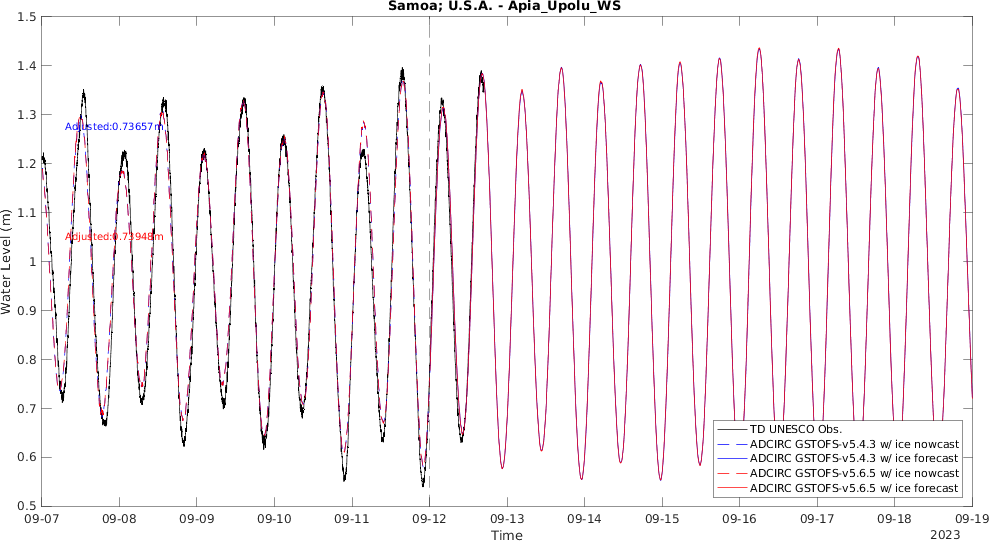 Samoa; U.S.A. - Apia_Upolu_WS
1.5
1.4
1.3
1.2
1.1
1
0.9
0.8
0.7
0.6
0.5
Water Level (m)
Adjusted:0.73657m
Adjusted:0.73948m
TD UNESCO Obs.
ADCIRC GSTOFS-v5.4.3 w/ ice nowcast
ADCIRC GSTOFS-v5.4.3 w/ ice forecast
ADCIRC GSTOFS-v5.6.5 w/ ice nowcast
ADCIRC GSTOFS-v5.6.5 w/ ice forecast
09-07 09-08 09-09 09-10 09-11 09-12 09-13 09-14 09-15 09-16 09-17 09-18 09-19
Time
2023